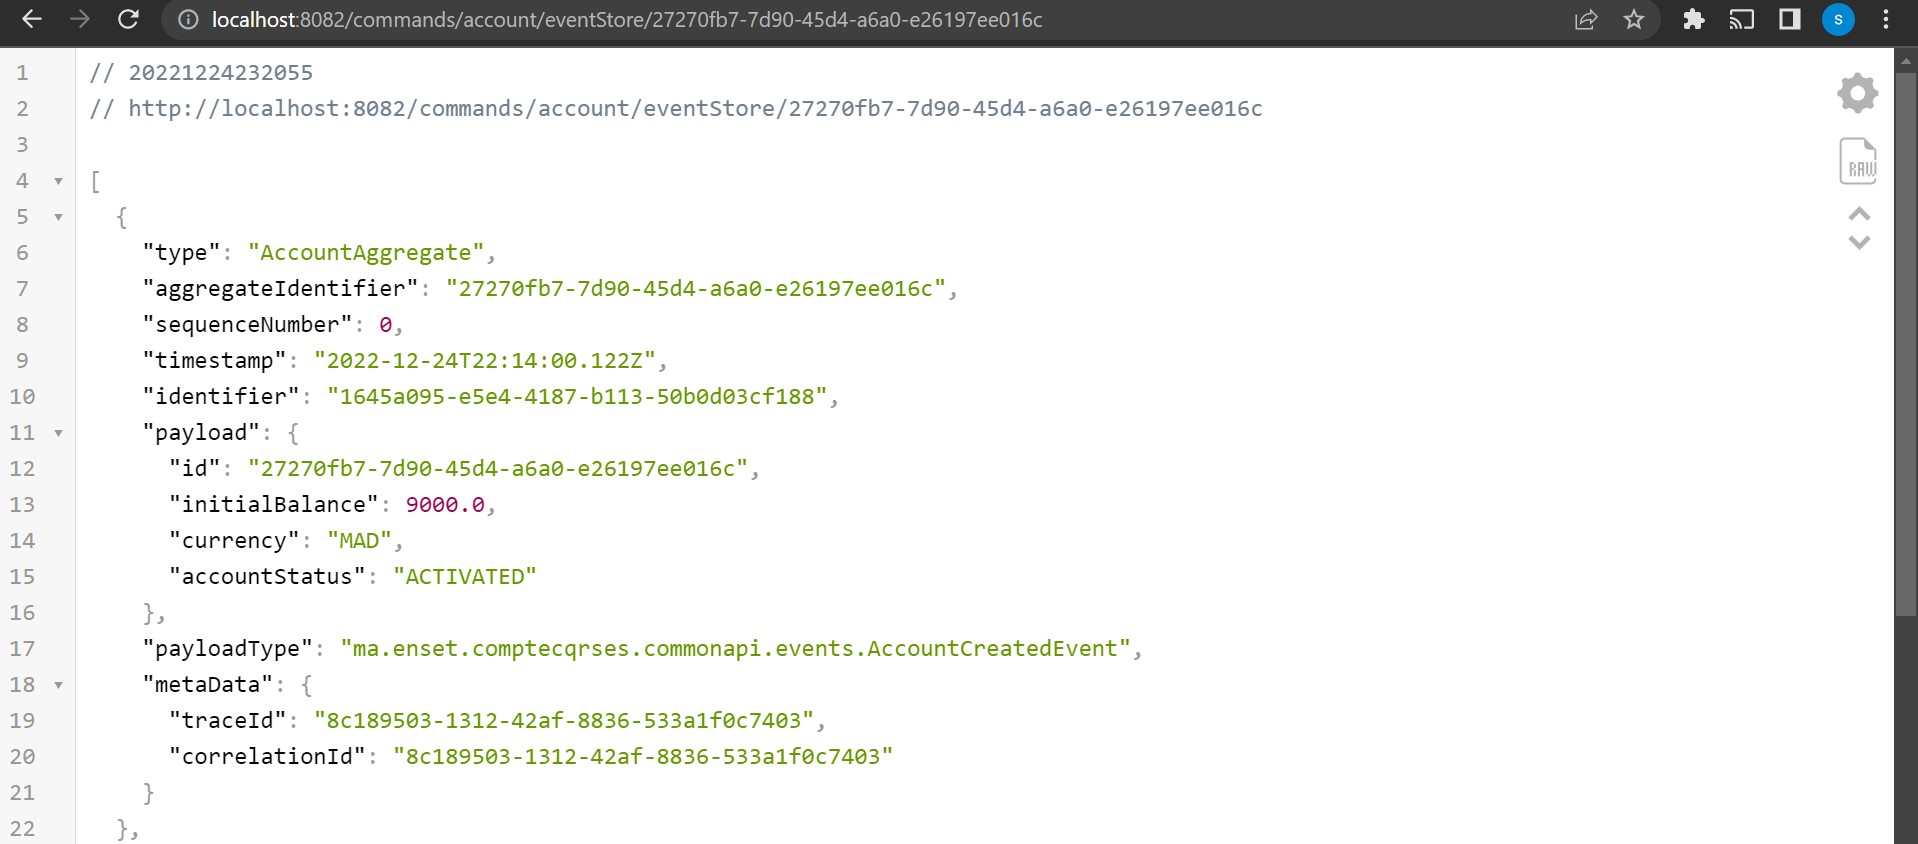 localhost:8082/commands/account/eventStore/27270fb7-7d90-45d4-a6a0-e26197ee016c
S
1 // 20221224232055
2 // http://localhost:8082/commands/account/eventStore/27270fb7-7d90-45d4-a6a0-e26197ee016c
3
4 [
5 {
6 "type": "AccountAggregate",
7 "aggregateIdentifier": "27270fb7-7d90-45d4-a6a0-e26197ee016c",
8 "sequenceNumber": 0,
9 "timestamp": "2022-12-24T22:14:00.122Z",
10 "identifier": "1645a095-e5e4-4187-b113-50b0d03cf188",
11 "payload": {
12 "id": "27270fb7-7d90-45d4-a6a0-e26197ee016c",
13 "initialBalance": 9000.0,
14 "currency": "MAD",
15 "accountStatus": "ACTIVATED"
16 },
17 "payloadType": "ma.enset.comptecqrses.commonapi.events.AccountCreatedEvent",
18 "metaData": {
19 "traceId": "8c189503-1312-42af-8836-533a1f0c7403",
20 "correlationId": "8c189503-1312-42af-8836-533a1f0c7403"
21 }
22 },
RAW